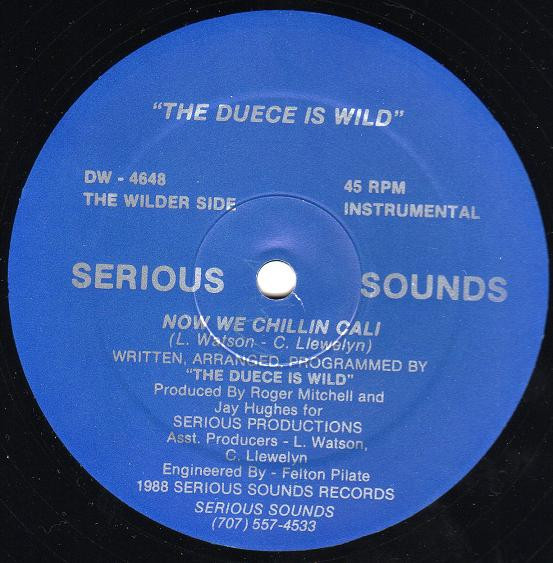 "THE DUECE IS WILD"
DW - 4648
THE WILDER SIDE
45 RPM
INSTRUMENTAL
SERIOUS SOUNDS
NOW WE CHILLIN CALI
(L. Watson - C. Llewelyn)
WRITTEN, ARRANGED, PROGRAMMED BY
"THE DUECE IS WILD"
Produced By Roger Mitchell and
Jay Hughes for
SERIOUS PRODUCTIONS
Asst. Producers - L. Watson,
C. Llewelyn
Engineered By - Felton Pilate
1988 SERIOUS SOUNDS RECORDS
SERIOUS SOUNDS
(707) 557-4533